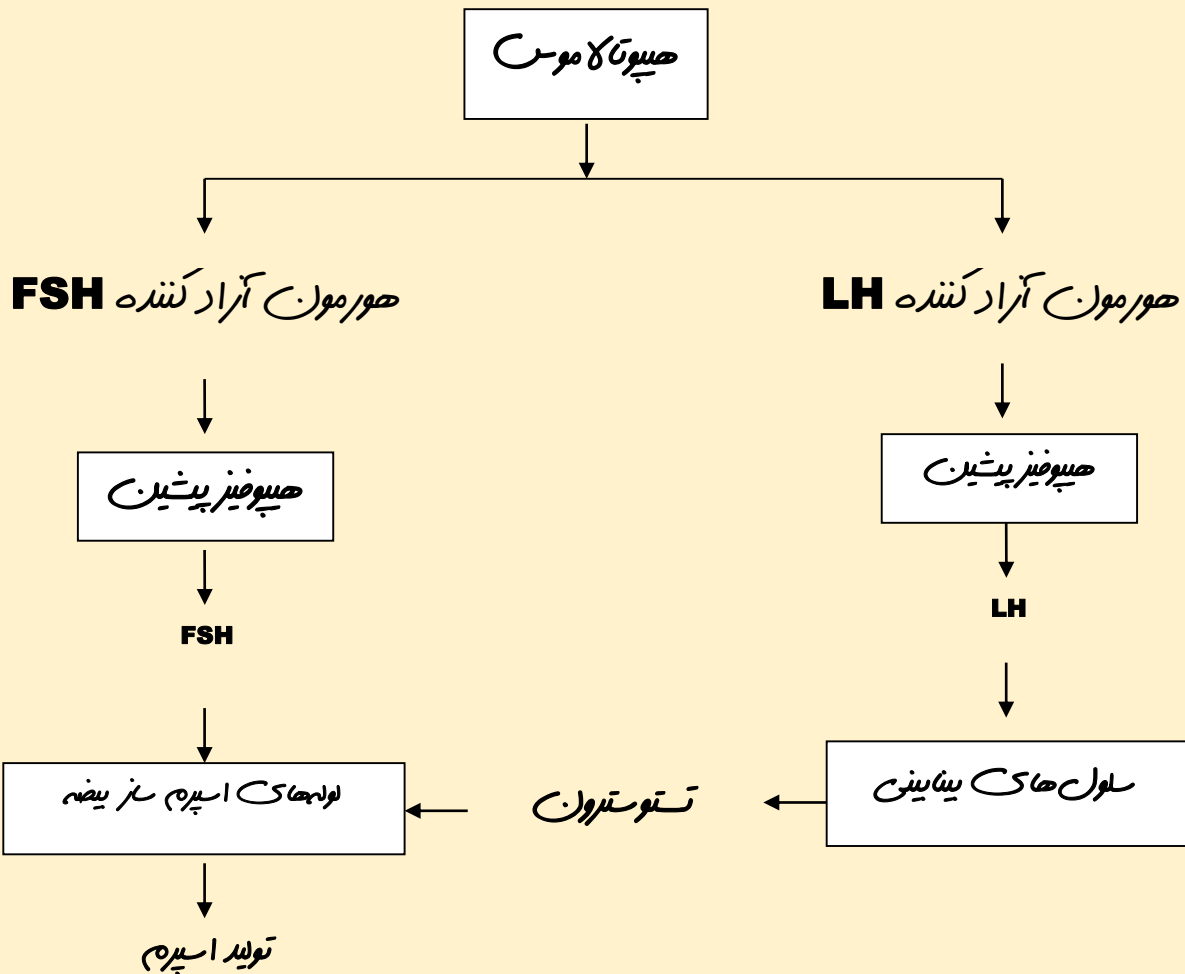 هیپوتالاموس
هورمون آزاد کننده LH
هورمون آزاد کننده FSH
هیپوفیز پیشین
هیپوفیز پیشین
LH
FSH
سلول های بینابینی
تستوسترون
لوله‌های اسپرم ساز بیضه
تولید اسپرم